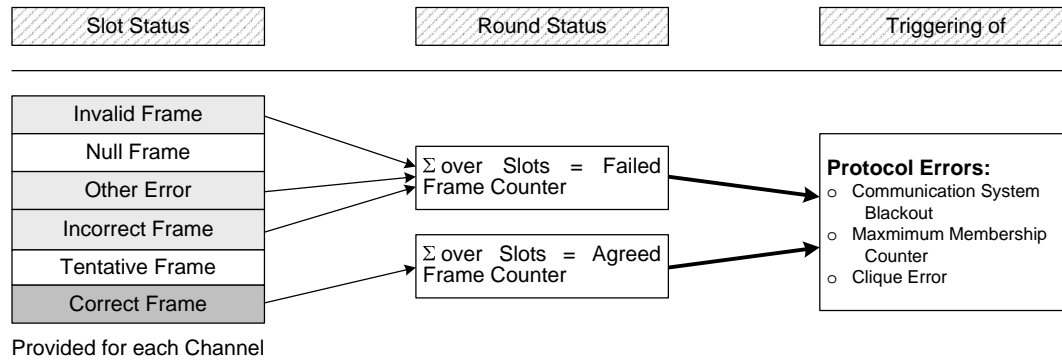 Slot Status
Round Status
Triggering of
Invalid Frame
Null Frame
Other Error
Incorrect Frame
Tentative Frame
Correct Frame
Provided for each Channel
Σ over Slots = Failed
Frame Counter
Σ over Slots = Agreed
Frame Counter
Protocol Errors:
o Communication System
Blackout
o Maxmimum Membership
Counter
o Clique Error